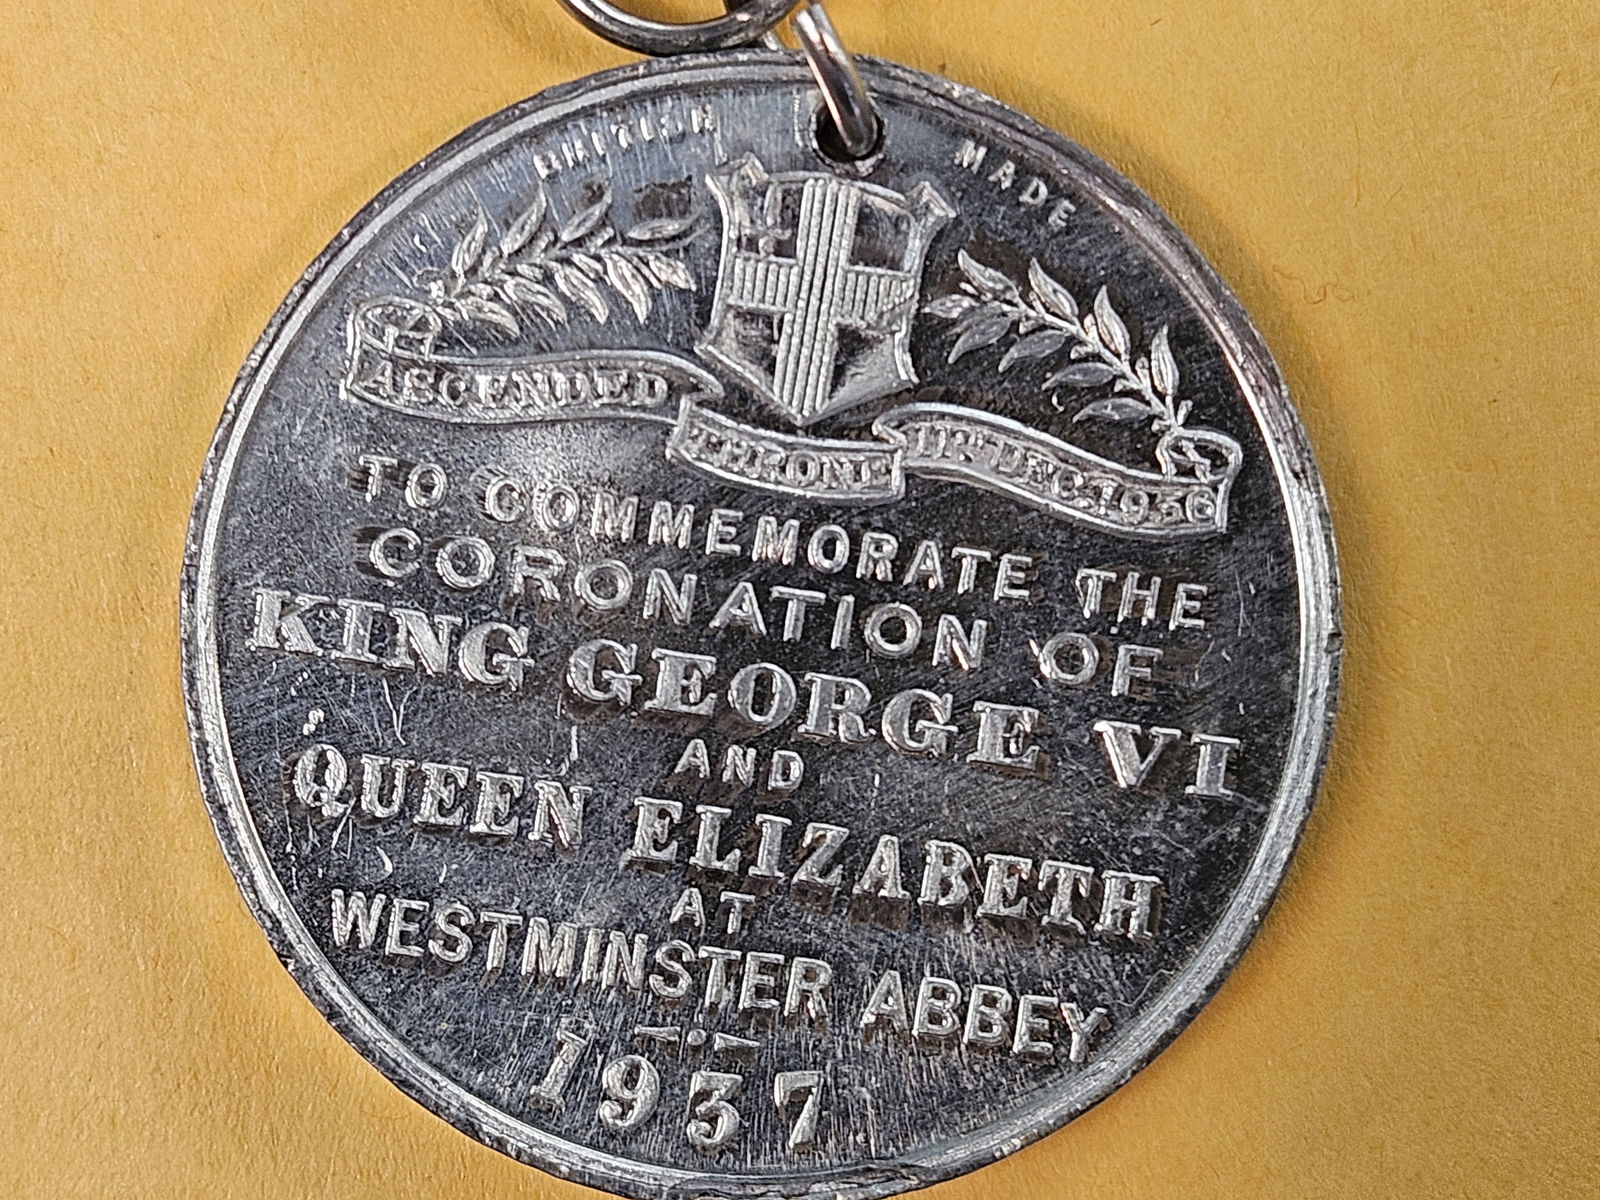 BRITISH MADE
ASCENDED
THRONE
11TH DEC. 1936
TO COMMEMORATE THE
CORONATION OF
KING GEORGE VI
AND
QUEEN ELIZABETH
AT
WESTMINSTER ABBEY
1937